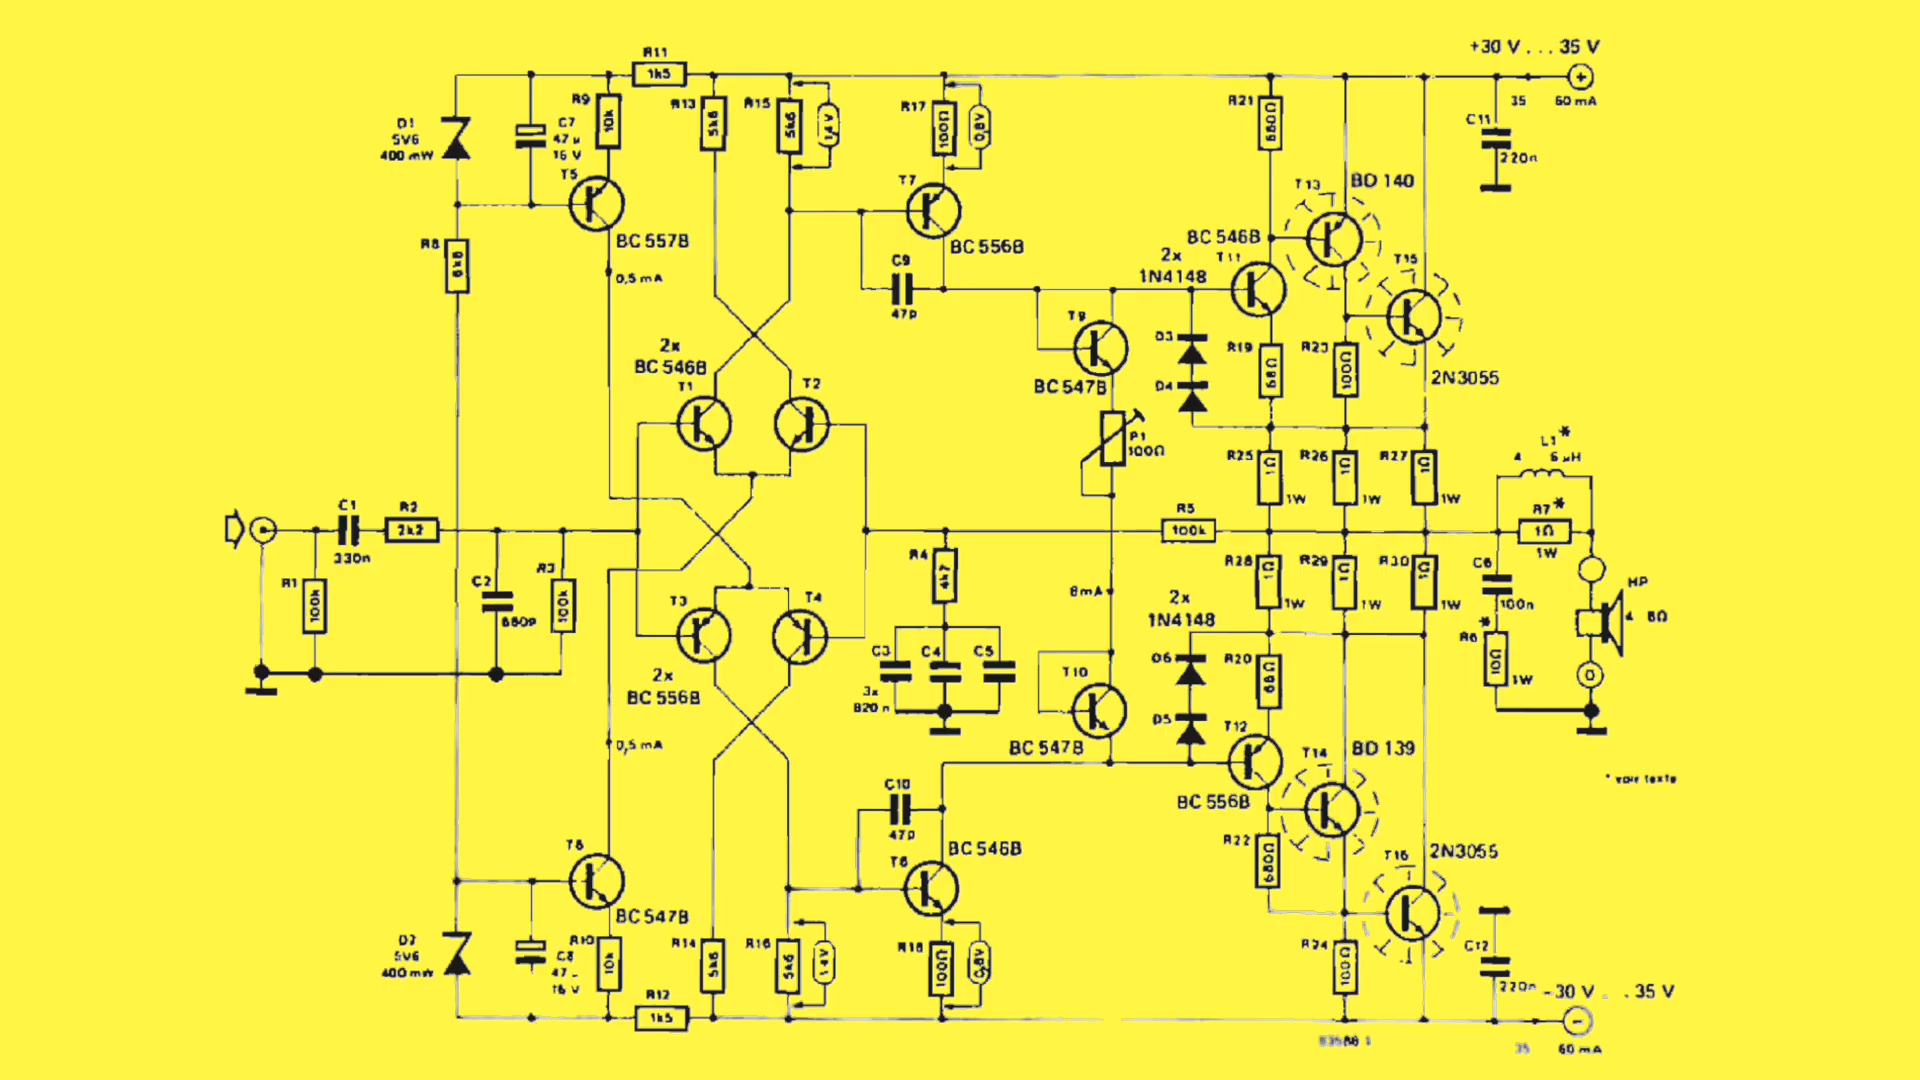 +30 V ... 35 V
35 60 mA
R11
1k5
D1
5V6
400 mW
C7
47 µ
16 V
R9
10k
T5
BC 557B
0,5 mA
R8
6k8
R13
5k6
R15
5k6
1,4V
R17
100Ω
0,8V
T7
BC 556B
C9
47p
R21
680Ω
C11
220n
T13
BD 140
BC 546B
T11
2x
1N4148
T15
2N3055
D3
D4
R19
68Ω
R23
100Ω
T9
BC 547B
P1
100Ω
2x
BC 546B
T1
T2
R25
1Ω
1W
R26
1Ω
1W
R27
1Ω
1W
L1*
4 6 µH
R7*
1Ω
1W
C1
330n
R2
2k2
R1
100k
C2
680p
R3
100k
T3
T4
2x
BC 556B
R4
4k7
R5
100k
C3
C4
C5
3x
820 n
8mA
R28
1Ω
1W
R29
1Ω
1W
R30
1Ω
1W
C6
100n
*
R6
10Ω
1W
HP
4 8Ω
0
2x
1N4148
D6
D5
R20
68Ω
T10
BC 547B
T12
BC 556B
T14
BD 139
* voir texte
0,5 mA
C10
47p
BC 546B
T8
R22
680Ω
T16
2N3055
T6
BC 547B
D2
5V6
400 mW
C8
47
16 V
R10
10k
R14
5k6
R16
5k6
1 4V
R18
100Ω
0,8V
R24
100Ω
C12
220n
-30 V . . 35 V
R12
1k5
35 60 mA